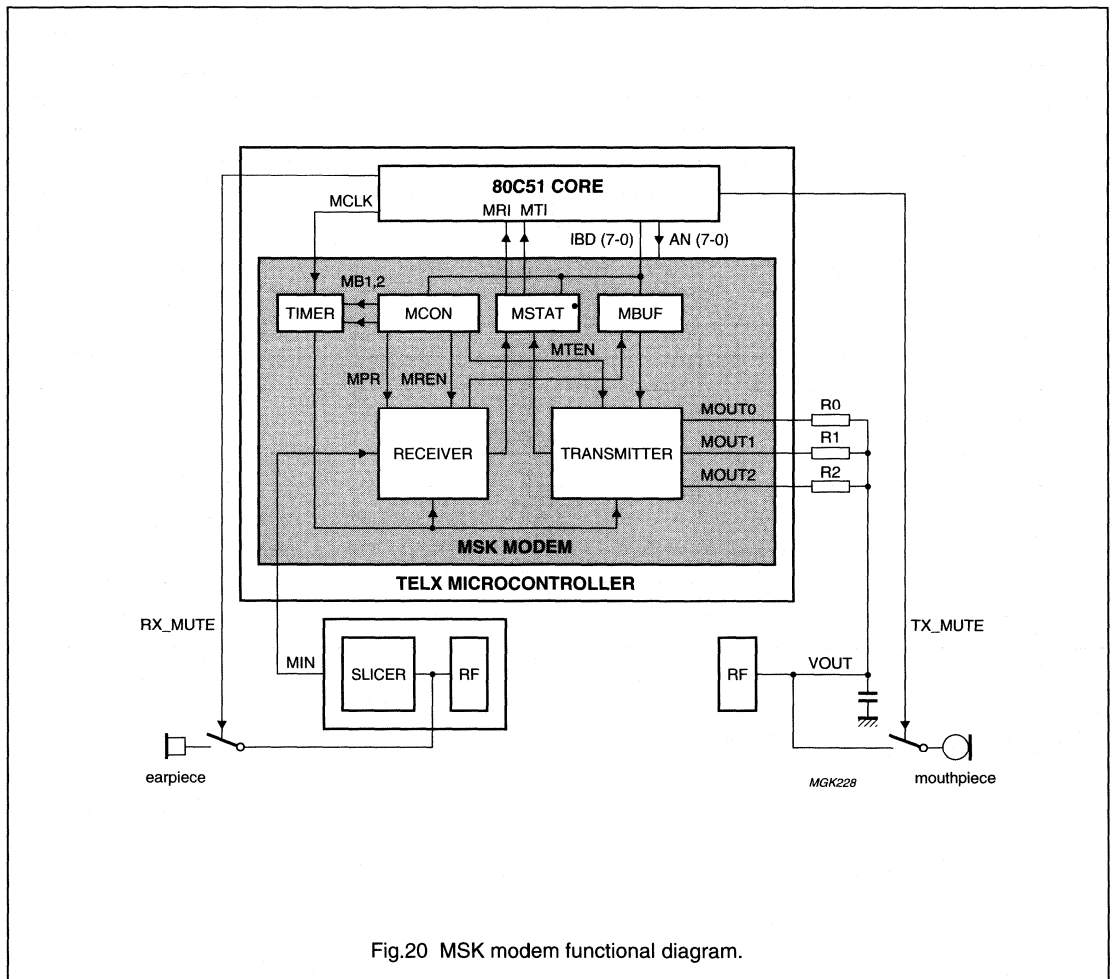 80C51 CORE
MCLK
MRI MTI
IBD (7-0)
AN (7-0)
MB1,2
TIMER
MCON
MSTAT
MBUF
MTEN
MPR
MREN
RECEIVER
TRANSMITTER
MOUT0
MOUT1
MOUT2
R0
R1
R2
MSK MODEM
TELX MICROCONTROLLER
RX_MUTE
TX_MUTE
MIN
SLICER
RF
RF
VOUT
earpiece
MGK228
mouthpiece
Fig.20 MSK modem functional diagram.